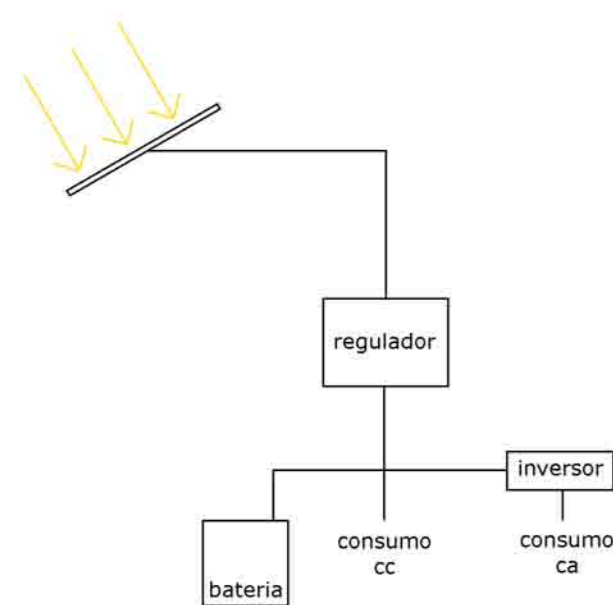 regulador
inversor
consumo
cc
consumo
ca
bateria